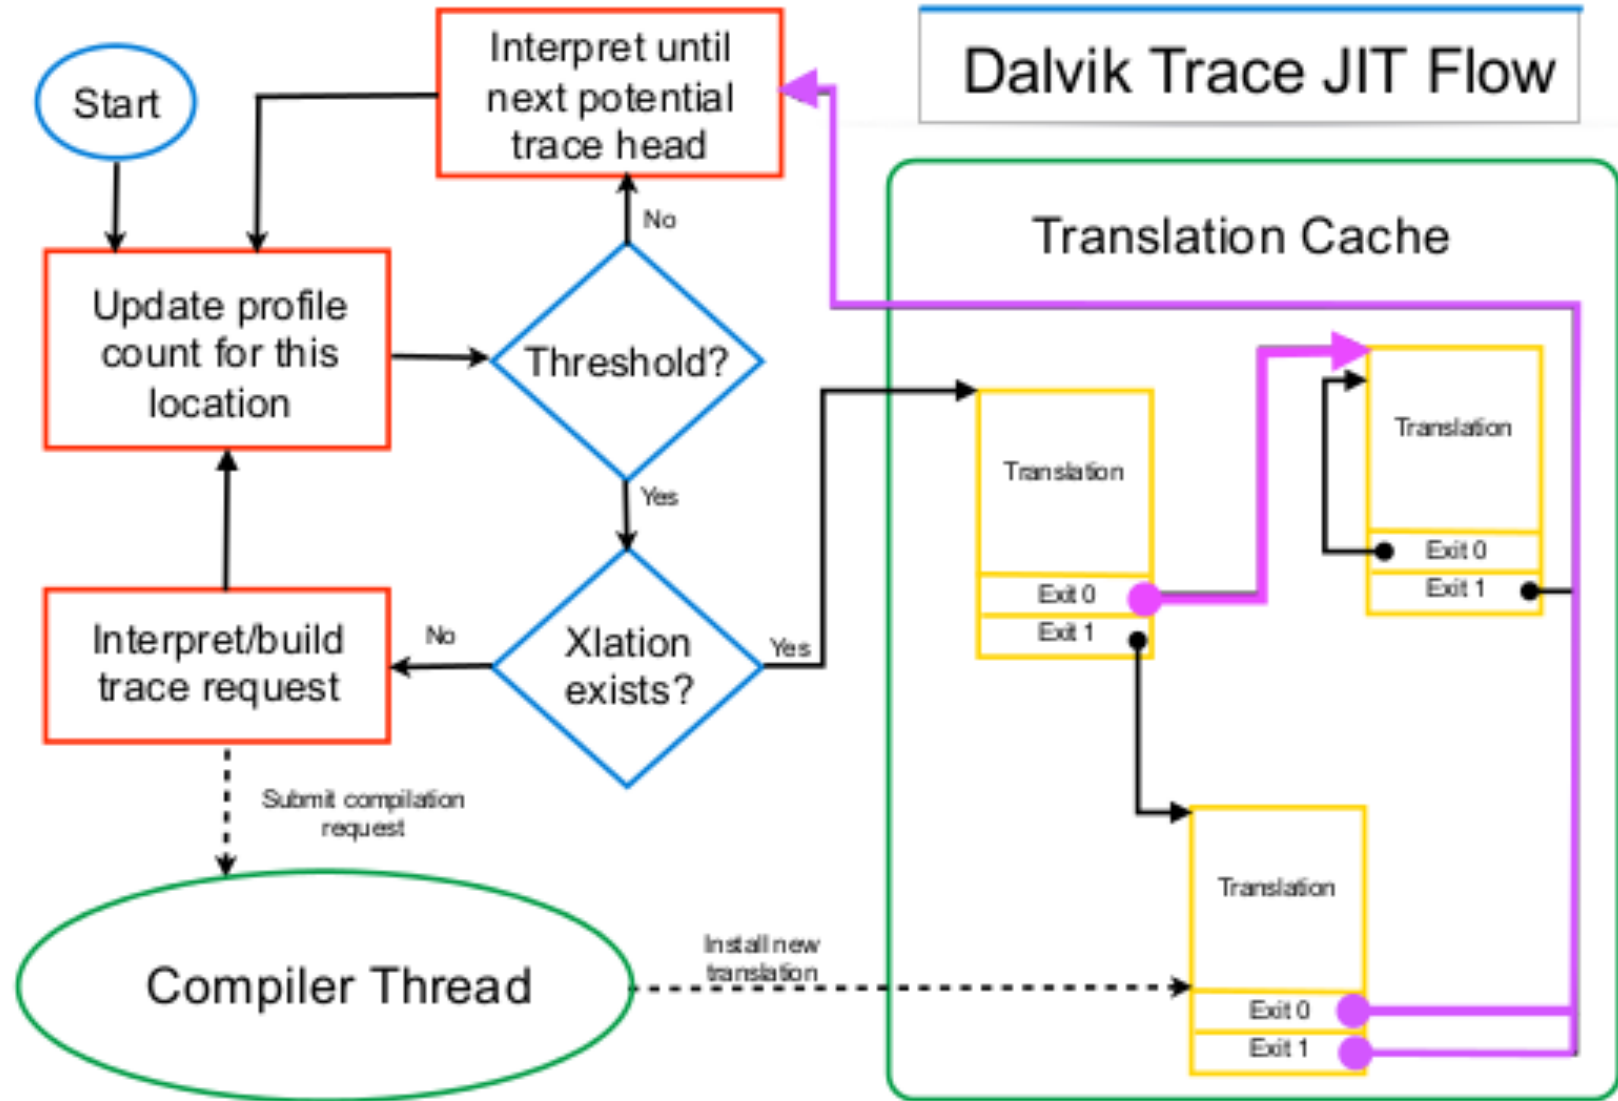 Dalvik Trace JIT Flow
Start
Interpret until
next potential
trace head
No
Update profile
count for this
location
Threshold?
Yes
Xlation
exists?
No
Yes
Interpret/build
trace request
Submit compilation
request
Compiler Thread
Install new
translation
Translation Cache
Translation
Exit 0
Exit 1
Translation
Exit 0
Exit 1
Translation
Exit 0
Exit 1